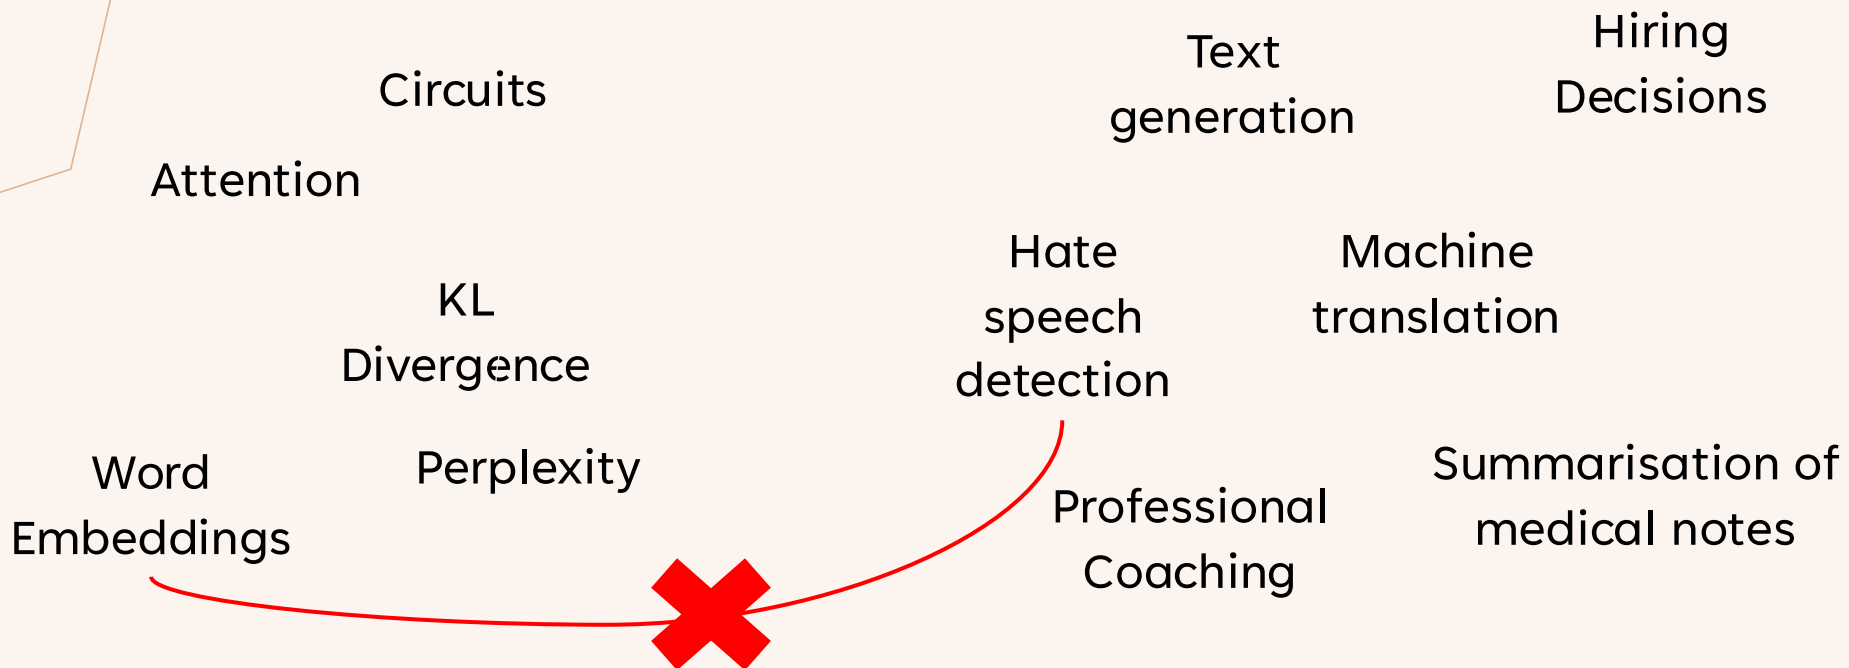 Circuits
Attention
KL
Divergence
Word
Embeddings
Perplexity
Text
generation
Hiring
Decisions
Hate
speech
detection
Machine
translation
Professional
Coaching
Summarisation of
medical notes